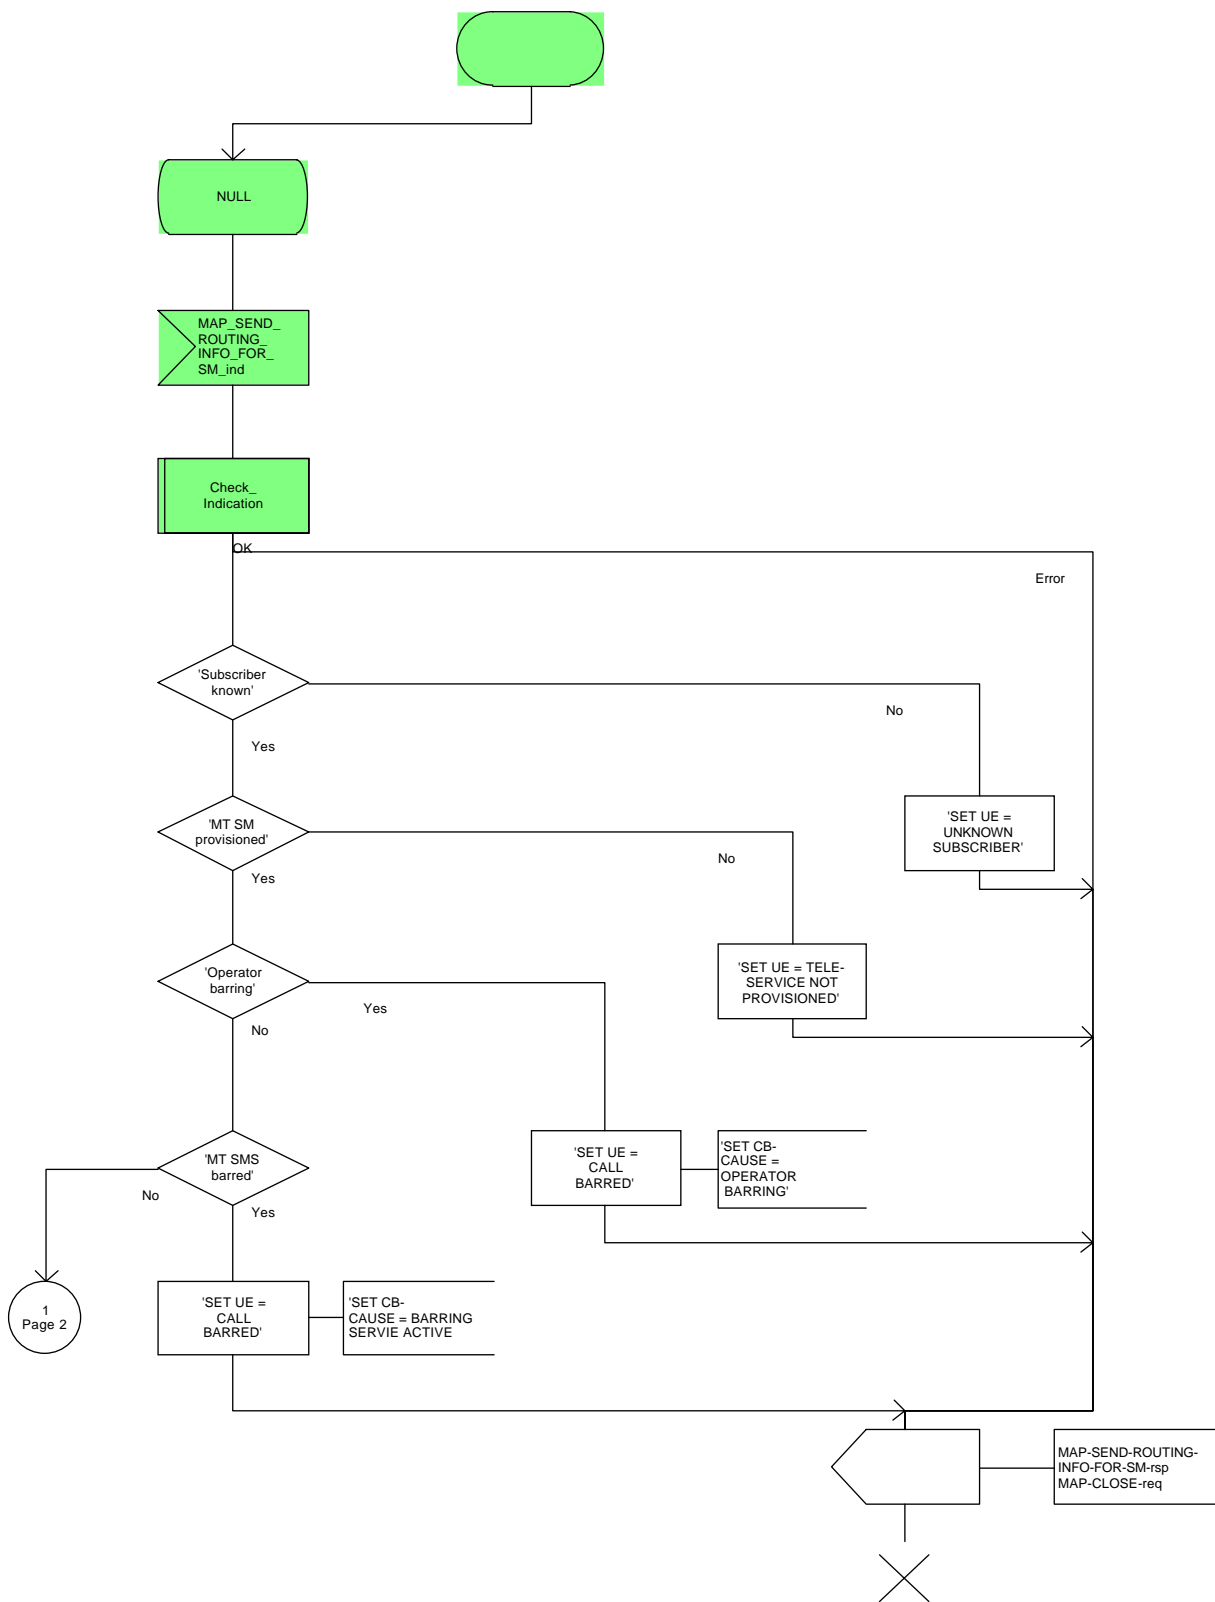 NULL
MAP_SEND_
ROUTING_
INFO_FOR_
SM_ind
Check_
Indication
OK
Error
'Subscriber
known'
No
Yes
'MT SM
provisioned'
No
'SET UE =
UNKNOWN
SUBSCRIBER'
Yes
'Operator
barring'
'SET UE = TELE-
SERVICE NOT
PROVISIONED'
Yes
No
'MT SMS
barred'
'SET UE =
CALL
BARRED'
'SET CB-
CAUSE =
OPERATOR
BARRING'
No
Yes
1
Page 2
'SET UE =
CALL
BARRED'
'SET CB-
CAUSE = BARRING
SERVIE ACTIVE
MAP-SEND-ROUTING-
INFO-FOR-SM-rsp
MAP-CLOSE-req